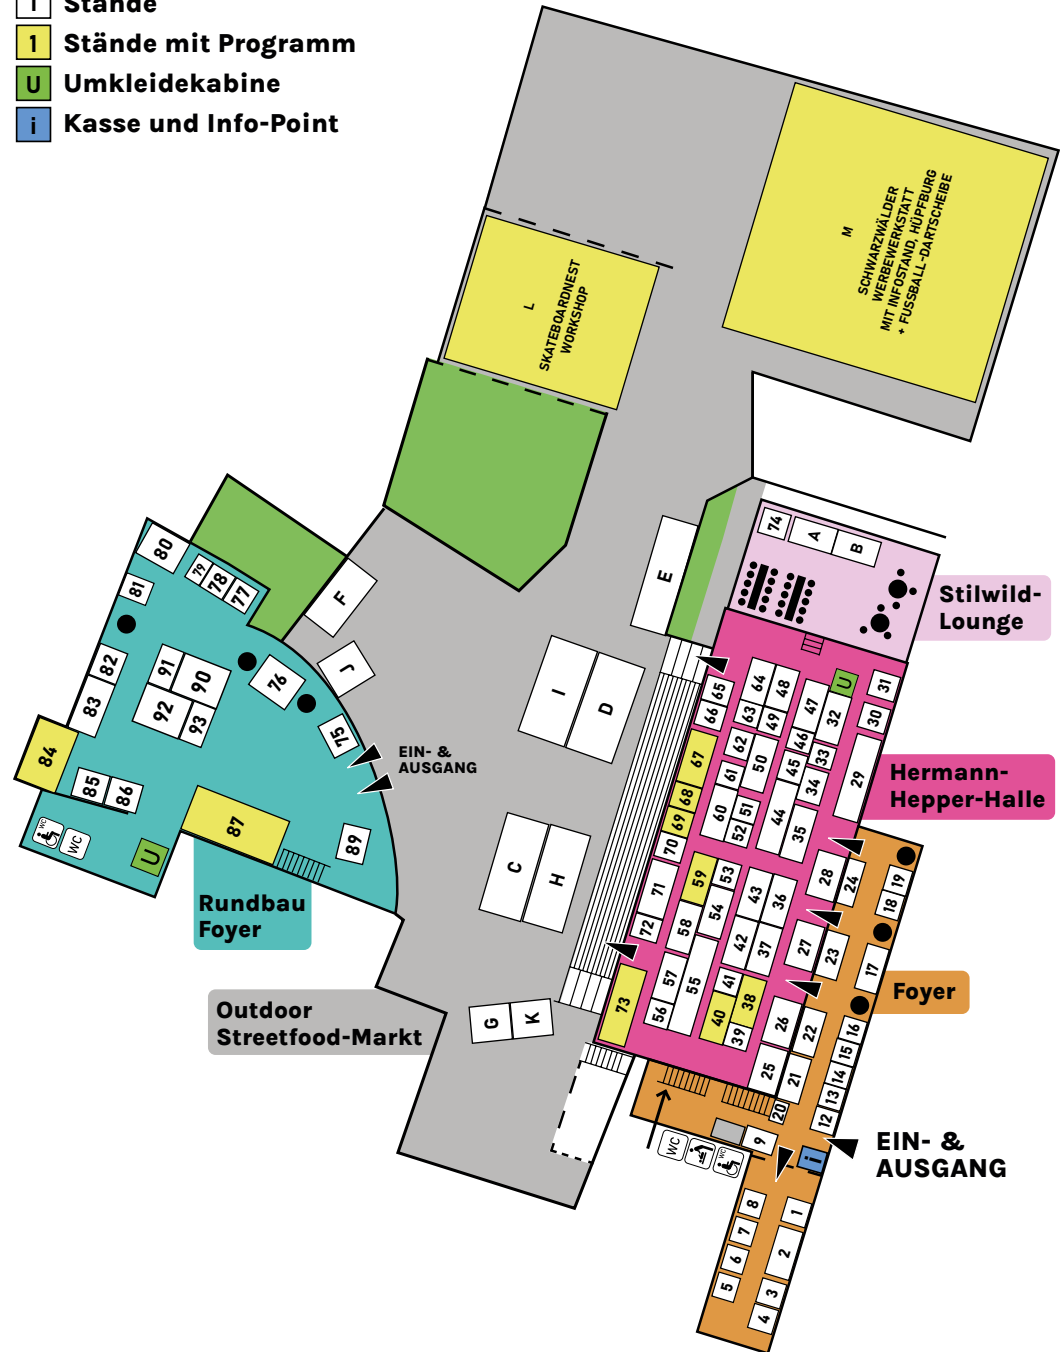 1 Stände
1 Stände mit Programm
U Umkleidekabine
i Kasse und Info-Point
M
SCHWARZWÄLDER
WERBEWERKSTATT
MIT INFOSTAND, HÜPFBURG
+ FUSSBALL-DARTSCHEIBE
L
SKATEBOARDNEST
WORKSHOP
74
A
B
E
Stilwild-
Lounge
80
79
78
77
81
F
J
82
83
91
90
92
93
76
75
EIN- &
AUSGANG
84
85
86
87
89
WC
WC
U
Rundbau
Foyer
I
D
C
H
G
K
Outdoor
Streetfood-Markt
65
66
64
48
63
49
47
U
32
31
30
67
62
61
50
46
45
33
34
29
68
69
70
60
51
52
44
35
Hermann-
Hepper-Halle
71
72
59
53
54
58
43
36
42
37
28
24
19
18
27
23
17
57
56
55
41
40
38
39
73
26
22
25
21
20
16
15
14
13
12
Foyer
9
WC
WC
i
EIN- &
AUSGANG
8
7
6
5
1
2
3
4